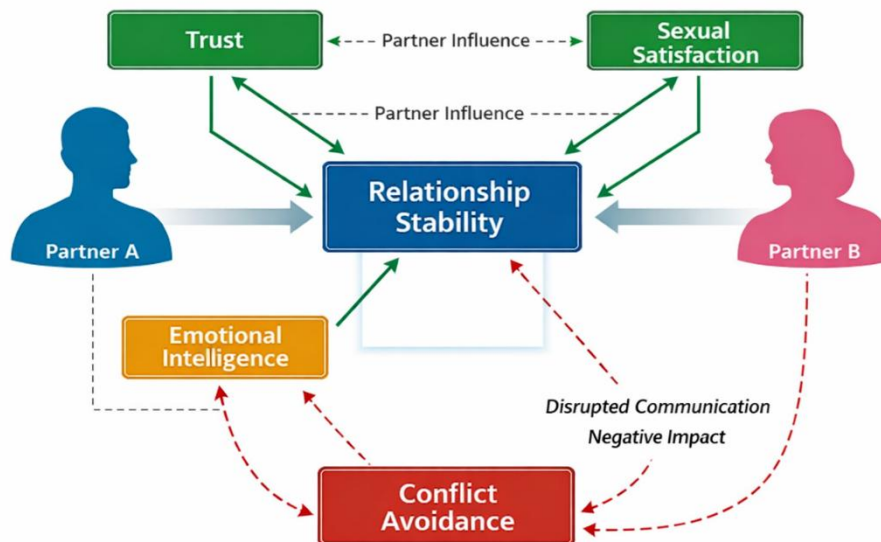 Trust
Partner Influence
Sexual
Satisfaction
Partner Influence
Relationship
Stability
Partner A
Partner B
Emotional
Intelligence
Disrupted Communication
Negative Impact
Conflict
Avoidance